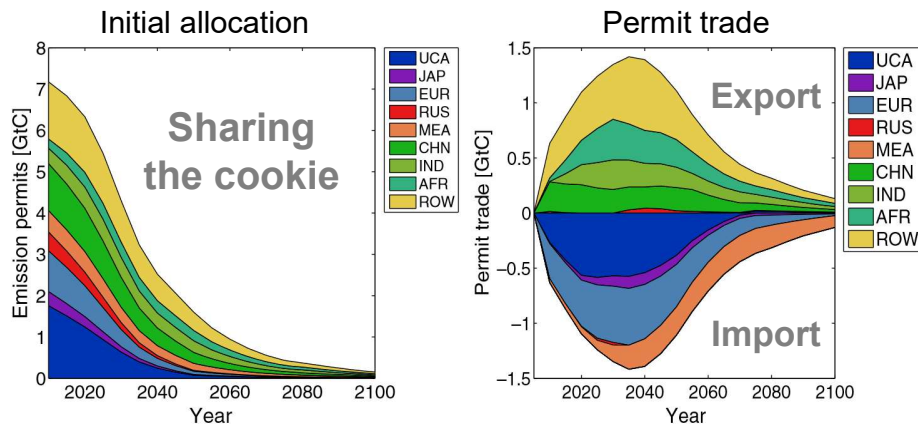 Initial allocation
8
7
6
5
4
3
2
1
0
Emission permits [GtC]
2020 2040 2060 2080 2100
Year
Sharing
the cookie
UCA
JAP
EUR
RUS
MEA
CHN
IND
AFR
ROW
Permit trade
1.5
1
0.5
0
−0.5
−1
−1.5
Permit trade [GtC]
2020 2040 2060 2080 2100
Year
Export
Import
UCA
JAP
EUR
RUS
MEA
CHN
IND
AFR
ROW